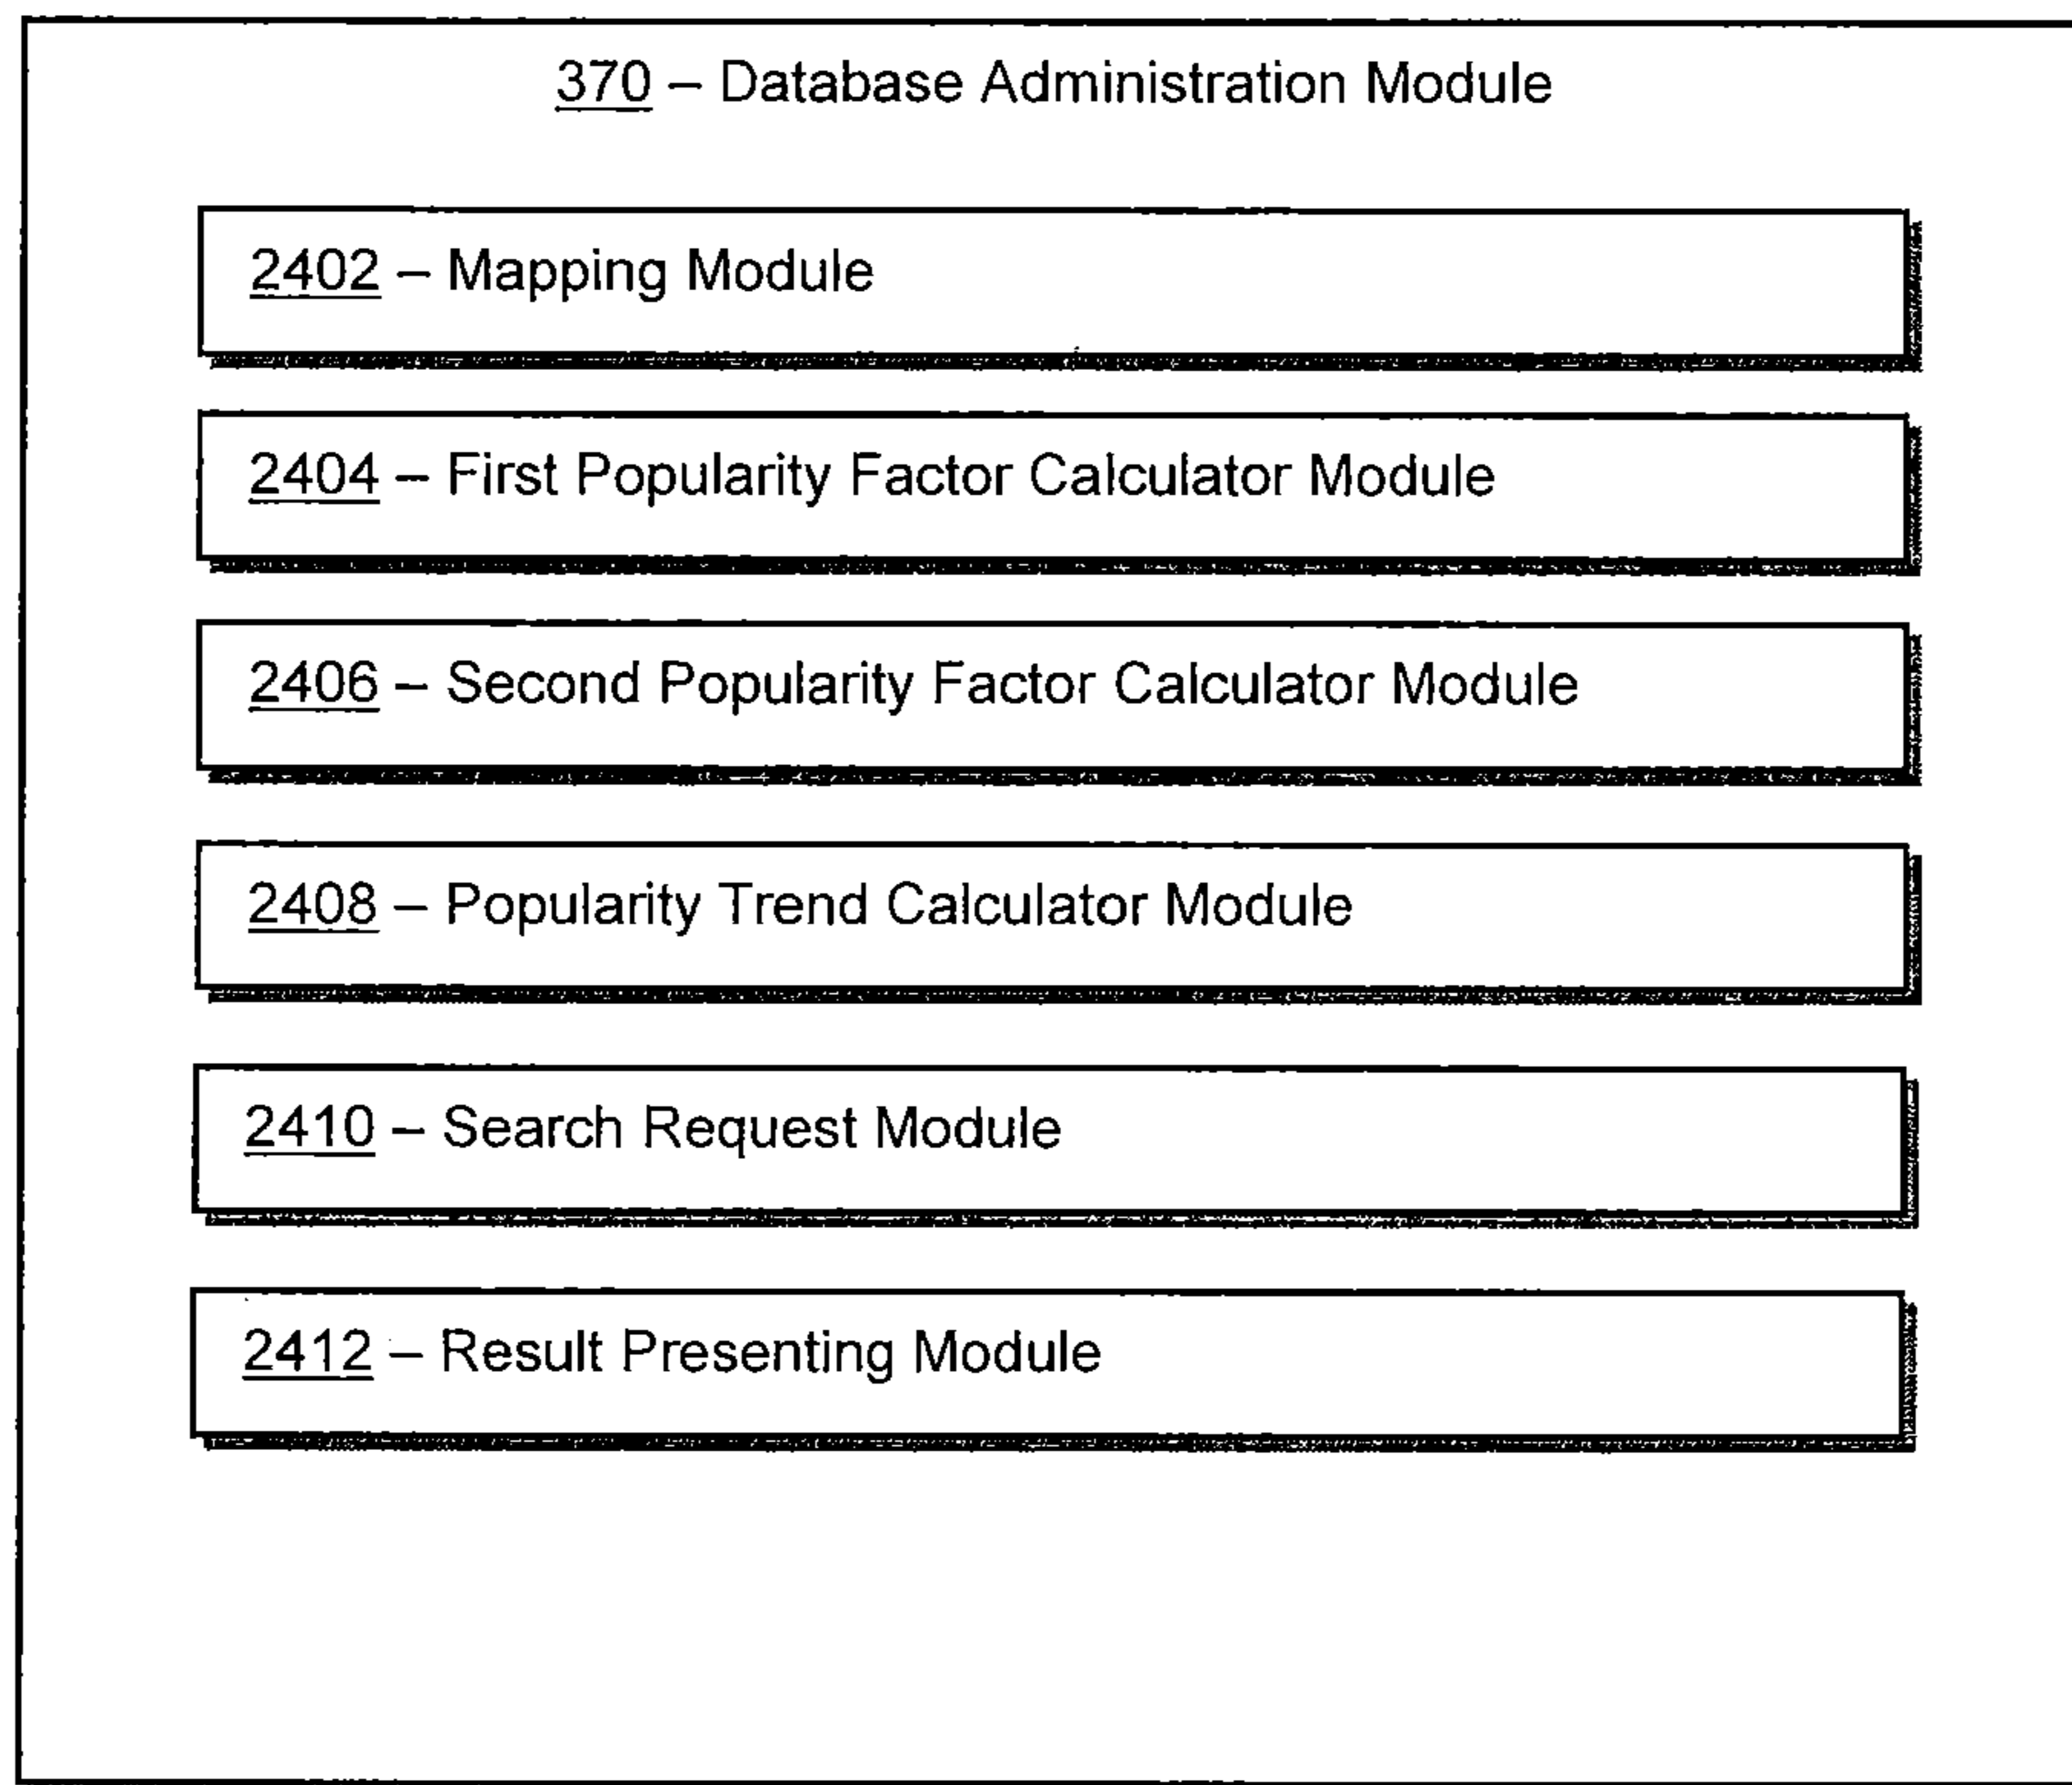 370 – Database Administration Module
2402 – Mapping Module
2404 – First Popularity Factor Calculator Module
2406 – Second Popularity Factor Calculator Module
2408 – Popularity Trend Calculator Module
2410 – Search Request Module
2412 – Result Presenting Module